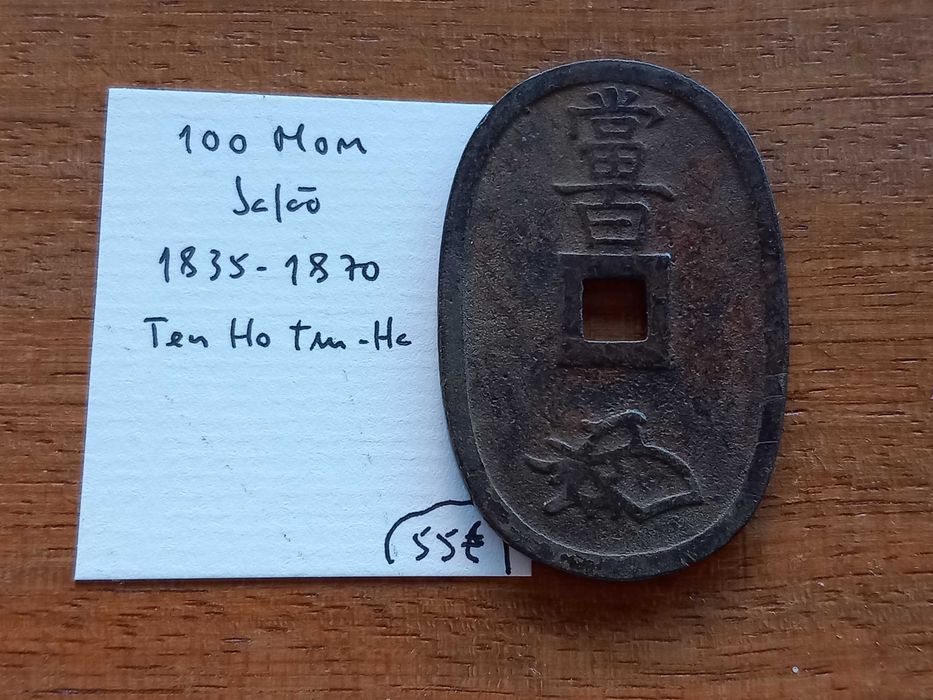 100 Mom
Japão
1835-1870
Ten Ho tsu-Ho
55€
當
百